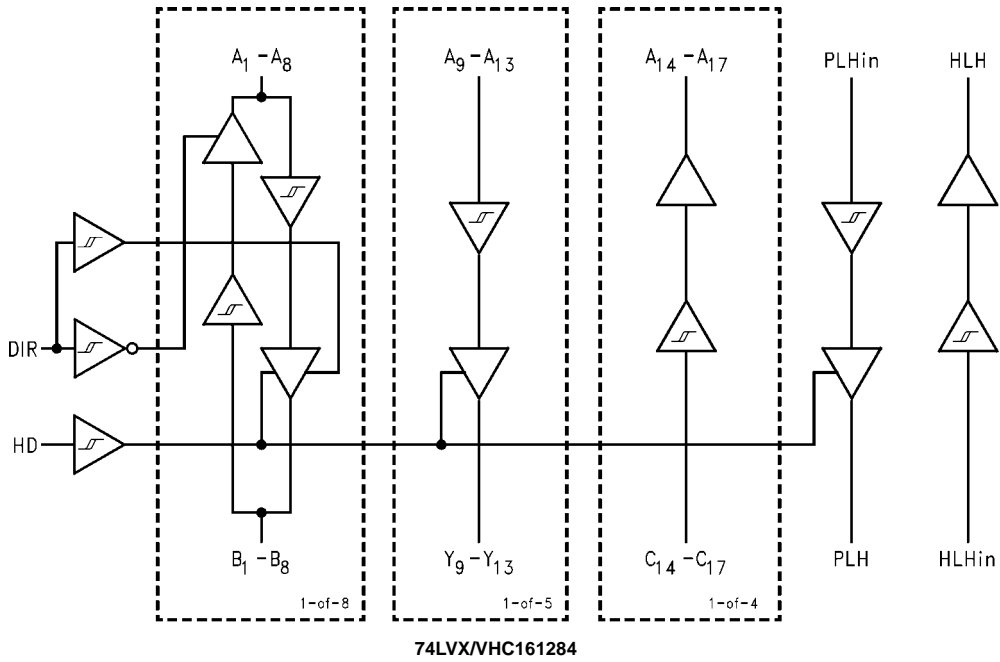 A1 -A8
A9 -A13
A14 -A17
PLHin
HLH
DIR
HD
B1 -B8
Y9 -Y13
C14 -C17
PLH
HLHin
1-of-8
1-of-5
1-of-4
74LVX/VHC161284